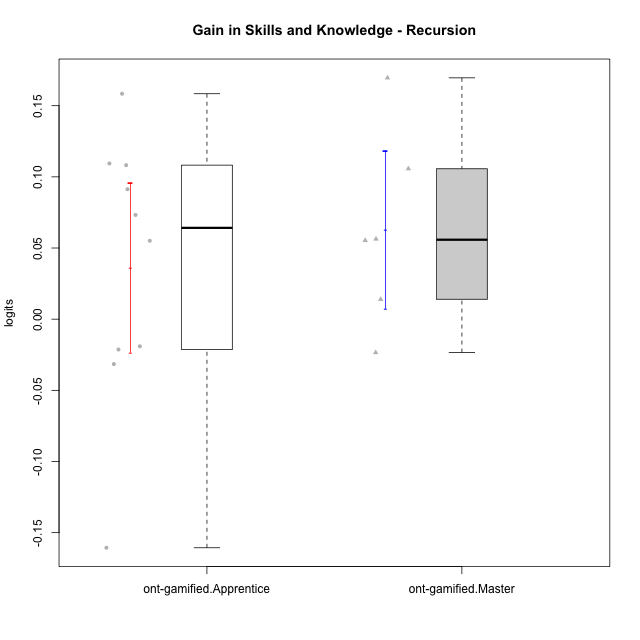 Gain in Skills and Knowledge - Recursion
logits
0.15
0.10
0.05
0.00
-0.05
-0.10
-0.15
ont-gamified.Apprentice
ont-gamified.Master